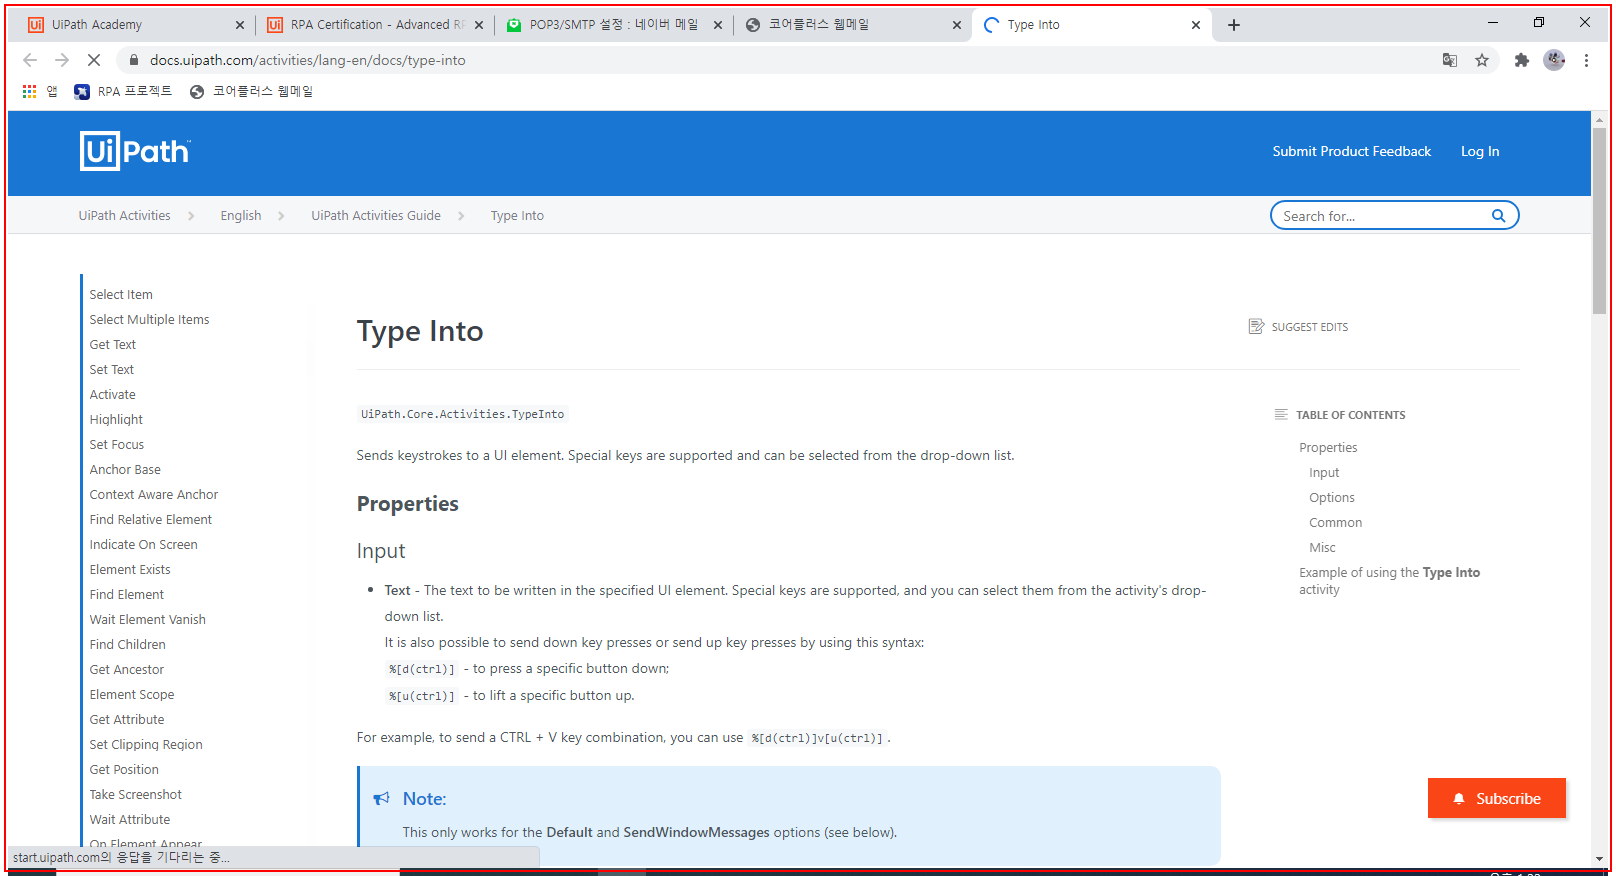 UiPath Academy
RPA Certification - Advanced RP
POP3/SMTP 설정 : 네이버 메일
코어플러스 웹메일
Type Into
docs.uipath.com/activities/lang-en/docs/type-into
앱
RPA 프로젝트
코어플러스 웹메일
UiPath
Submit Product Feedback
Log In
UiPath Activities
English
UiPath Activities Guide
Type Into
Search for...
Select Item
Select Multiple Items
Get Text
Set Text
Activate
Highlight
Set Focus
Anchor Base
Context Aware Anchor
Find Relative Element
Indicate On Screen
Element Exists
Find Element
Wait Element Vanish
Find Children
Get Ancestor
Element Scope
Get Attribute
Set Clipping Region
Get Position
Take Screenshot
Wait Attribute
On Element Appear
Type Into
SUGGEST EDITS
UiPath.Core.Activities.TypeInto
Sends keystrokes to a UI element. Special keys are supported and can be selected from the drop-down list.
Properties
Input
Text - The text to be written in the specified UI element. Special keys are supported, and you can select them from the activity's drop-
down list.
It is also possible to send down key presses or send up key presses by using this syntax:
%[d(ctrl)] - to press a specific button down;
%[u(ctrl)] - to lift a specific button up.
For example, to send a CTRL + V key combination, you can use %[d(ctrl)]v[u(ctrl)] .
Note:
This only works for the Default and SendWindowMessages options (see below).
TABLE OF CONTENTS
Properties
Input
Options
Common
Misc
Example of using the Type Into
activity
Subscribe
start.uipath.com의 응답을 기다리는 중...